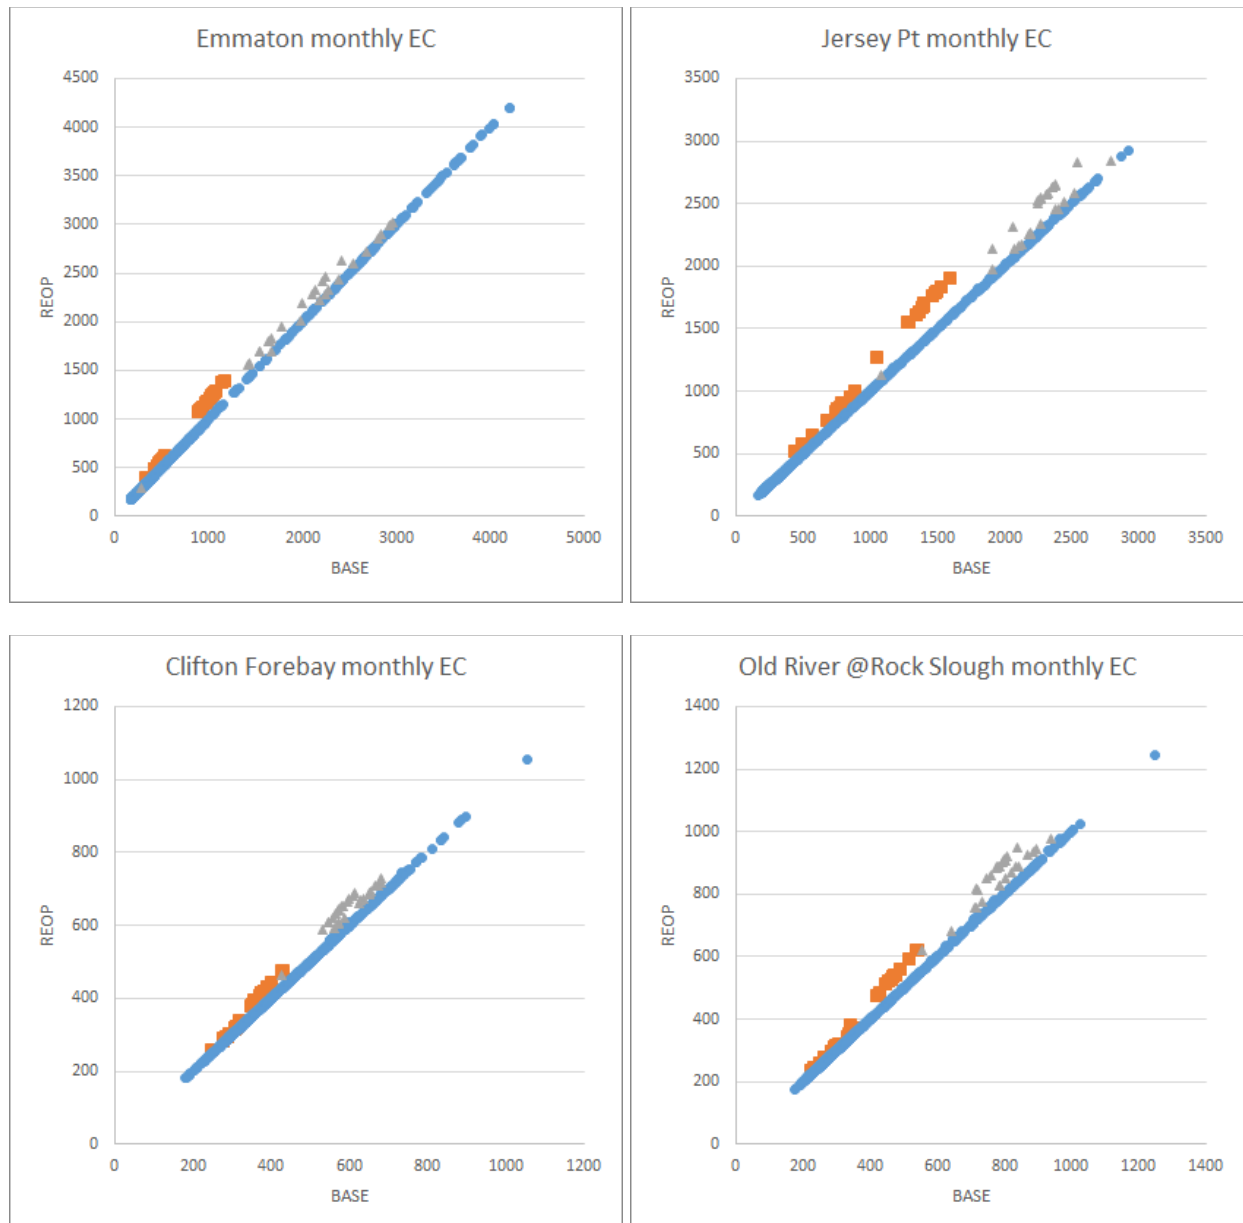 Emmaton monthly EC
4500
4000
3500
3000
2500
2000
1500
1000
500
0
REOP
0 1000 2000 3000 4000 5000
BASE
Jersey Pt monthly EC
3500
3000
2500
2000
1500
1000
500
0
REOP
0 500 1000 1500 2000 2500 3000 3500
BASE
Clifton Forebay monthly EC
1200
1000
800
600
400
200
0
REOP
0 200 400 600 800 1000 1200
BASE
Old River @Rock Slough monthly EC
1400
1200
1000
800
600
400
200
0
REOP
0 200 400 600 800 1000 1200 1400
BASE